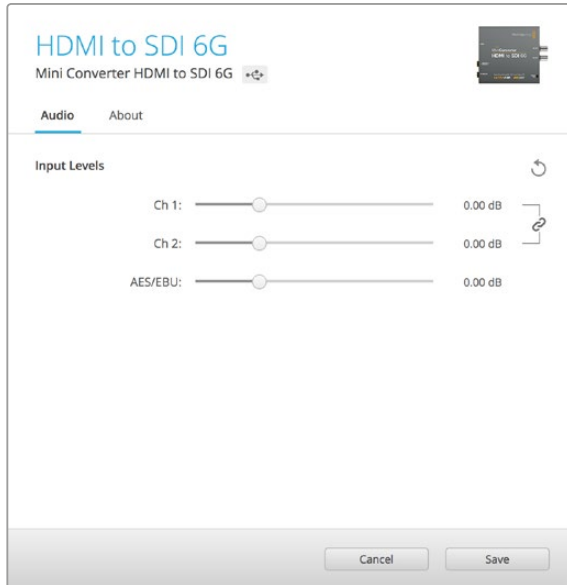 HDMI to SDI 6G
Mini Converter HDMI to SDI 6G
Audio About
Input Levels
Ch 1: 0.00 dB
Ch 2: 0.00 dB
AES/EBU: 0.00 dB
Cancel Save